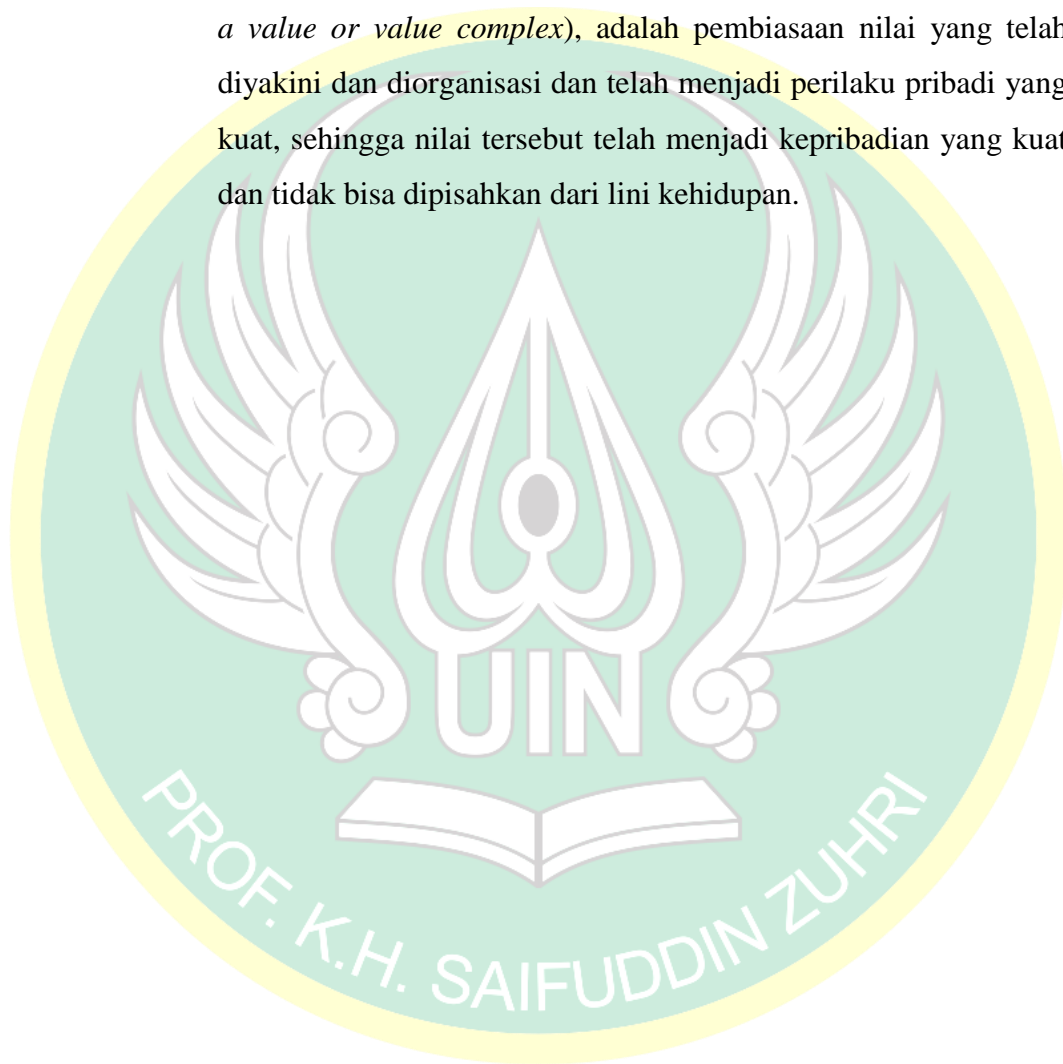 a value or value complex), adalah pembiasaan nilai yang telah
diyakini dan diorganisasi dan telah menjadi perilaku pribadi yang
kuat, sehingga nilai tersebut telah menjadi kepribadian yang kuat
dan tidak bisa dipisahkan dari lini kehidupan.
UIN
PROF. K.H. SAIFUDDIN ZUHRI